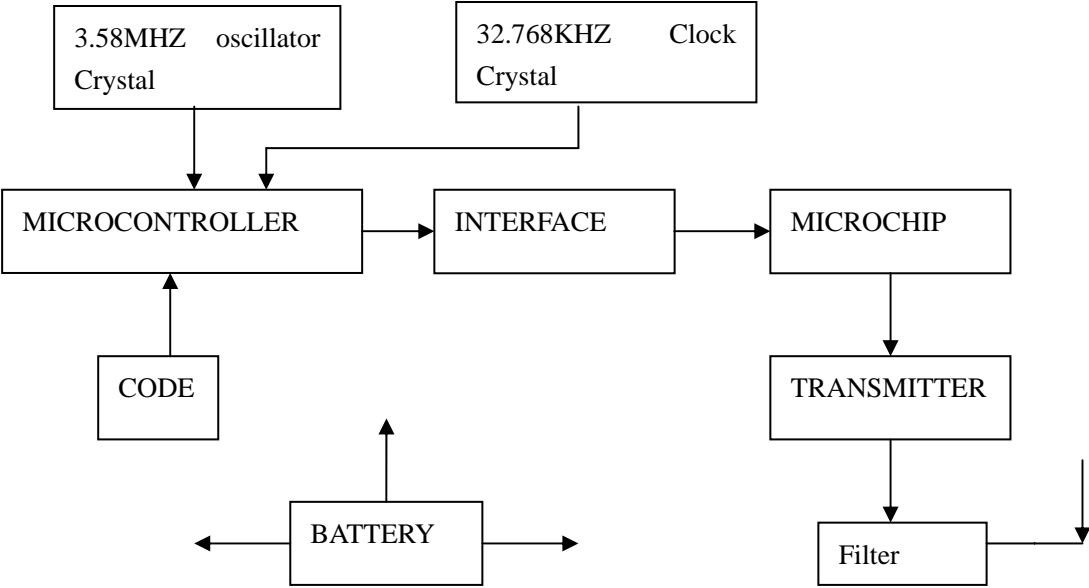 3.58MHZ oscillator
Crystal
32.768KHZ Clock
Crystal
MICROCONTROLLER
INTERFACE
MICROCHIP
CODE
TRANSMITTER
BATTERY
Filter